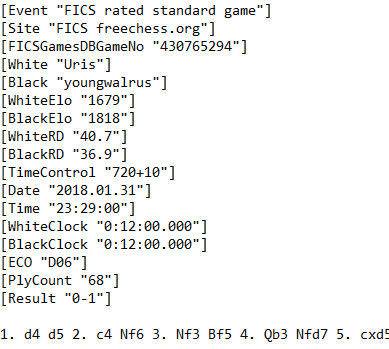 [Event "FICS rated standard game"]
[Site "FICS freechess.org"]
[FICSGamesDBGameNo "430765294"]
[White "Uris"]
[Black "youngwalrus"]
[WhiteElo "1679"]
[BlackElo "1818"]
[WhiteRD "40.7"]
[BlackRD "36.9"]
[TimeControl "720+10"]
[Date "2018.01.31"]
[Time "23:29:00"]
[WhiteClock "0:12:00.000"]
[BlackClock "0:12:00.000"]
[ECO "D06"]
[PlyCount "68"]
[Result "0-1"]
1. d4 d5 2. c4 Nf6 3. Nf3 Bf5 4. Qb3 Nfd7 5. cxd5